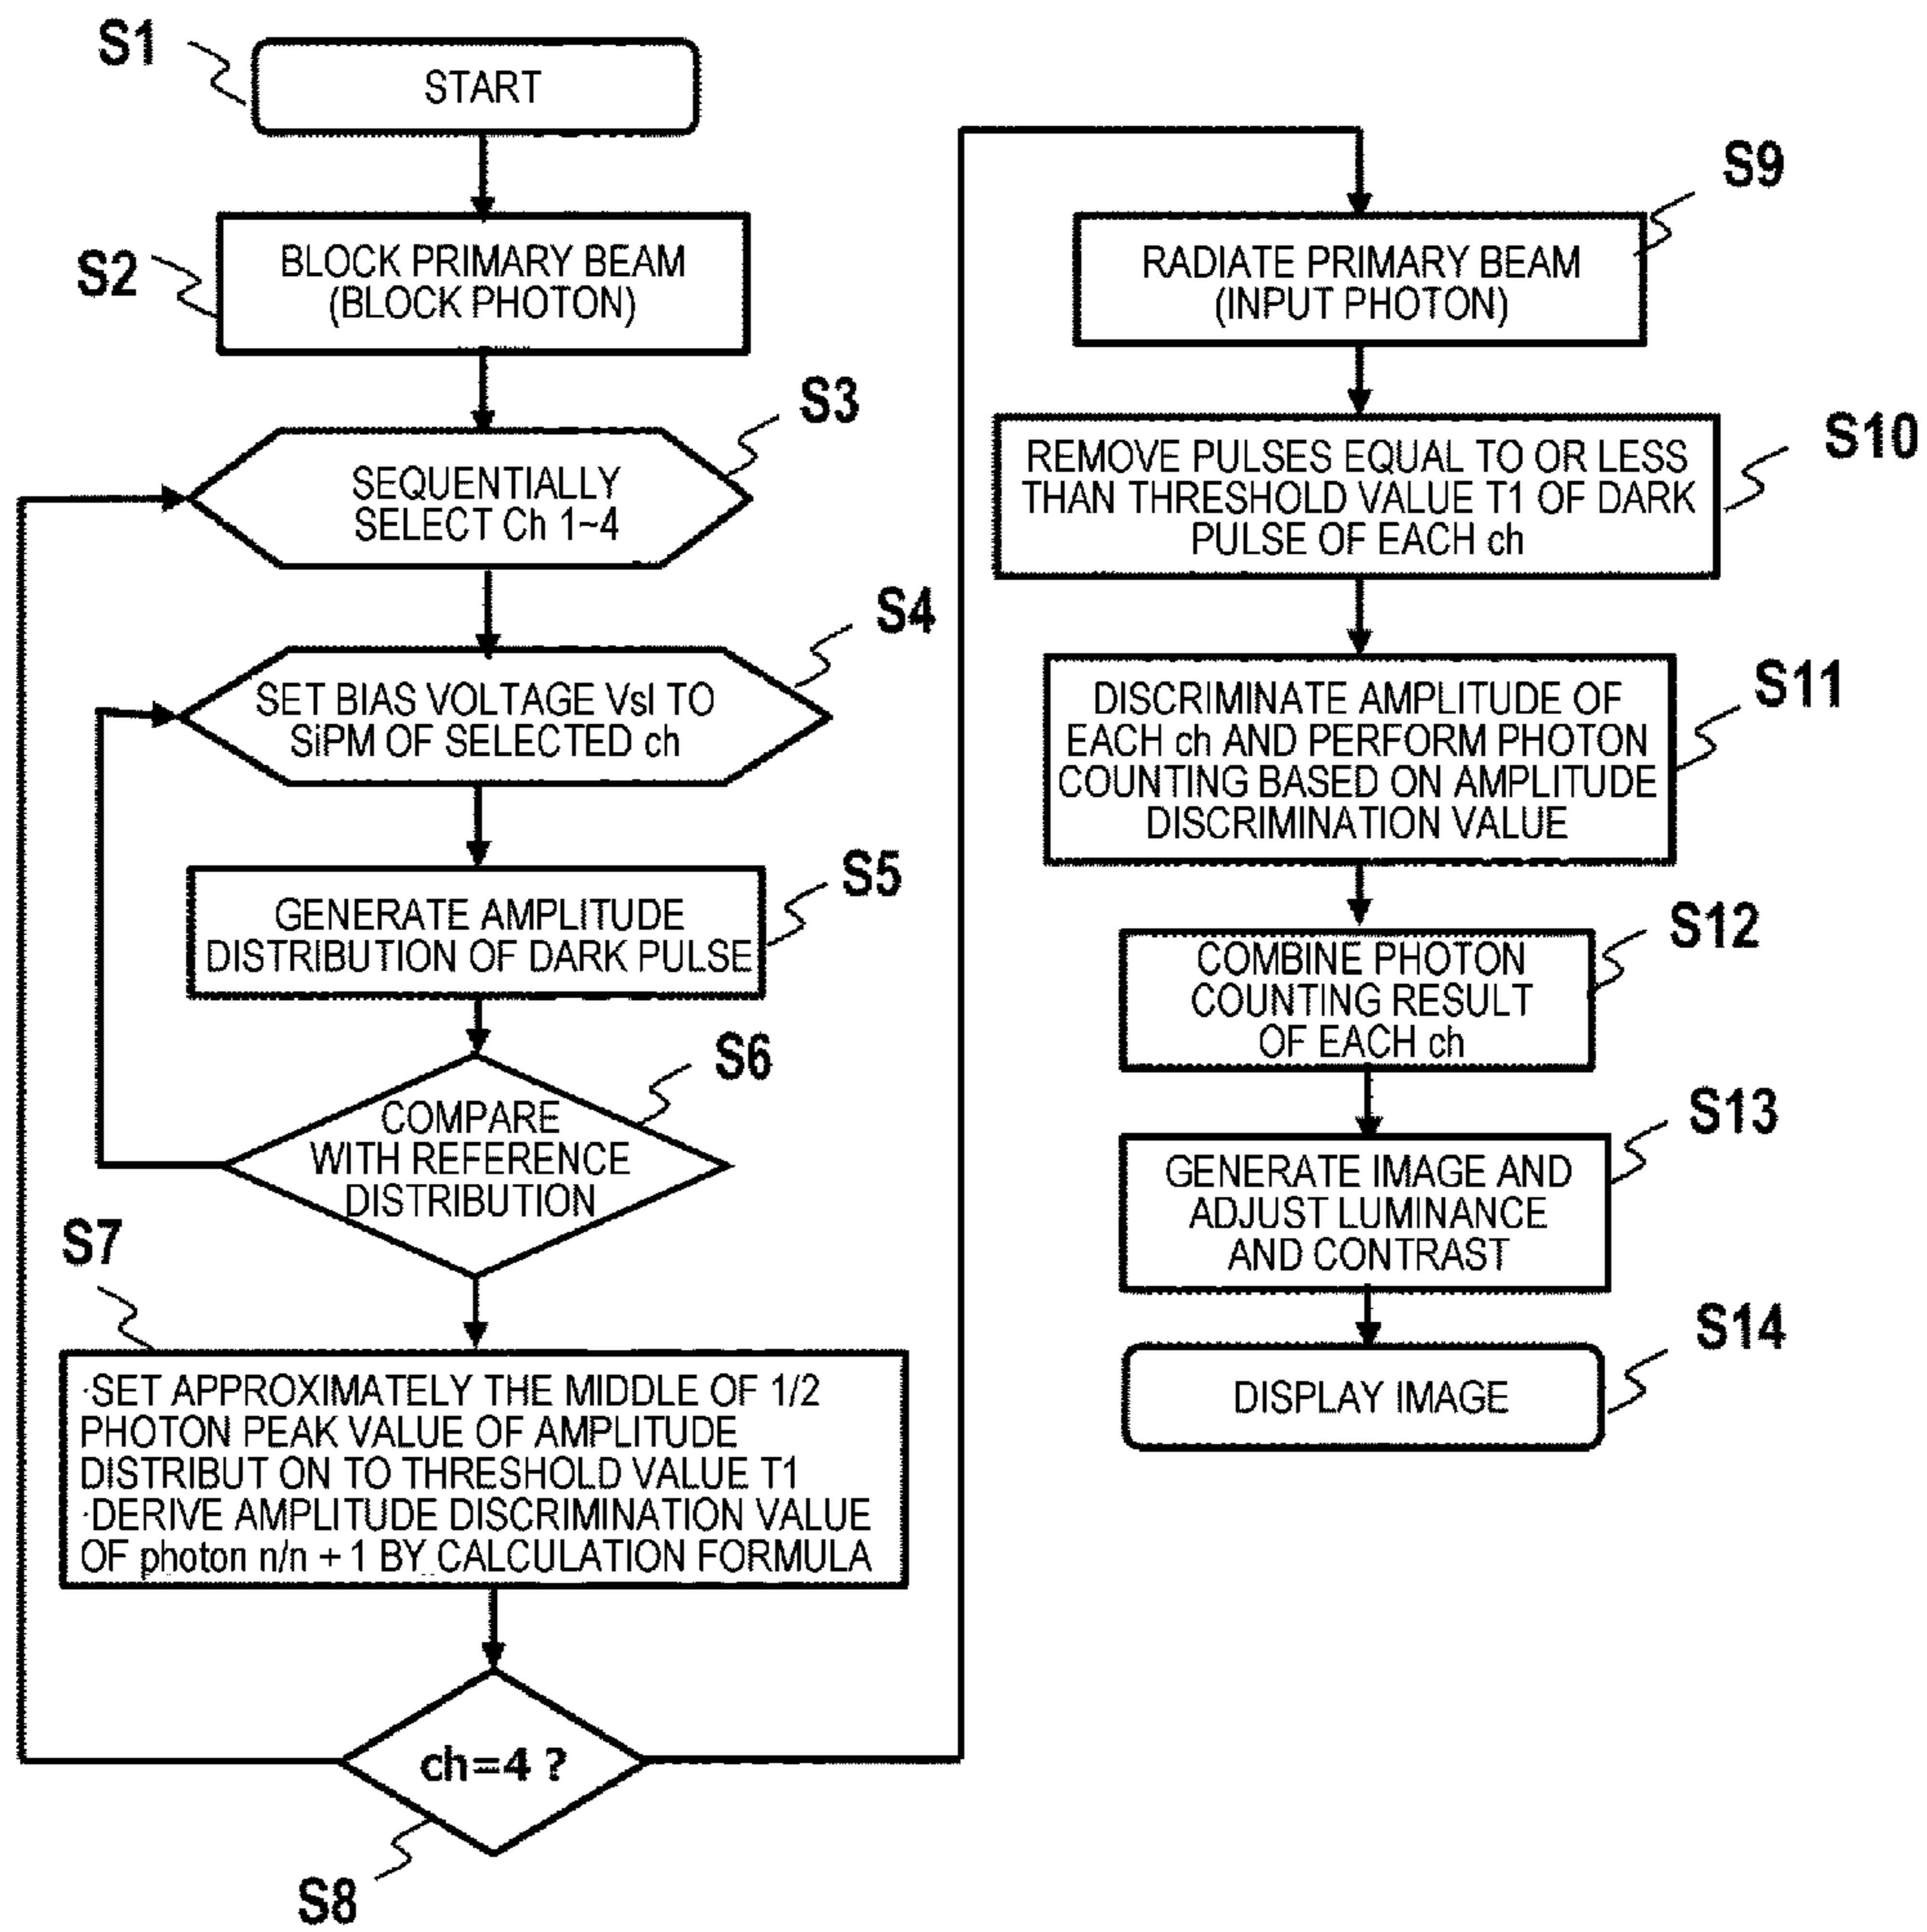 S1
START
S2
BLOCK PRIMARY BEAM
(BLOCK PHOTON)
S3
SEQUENTIALLY
SELECT Ch 1~4
S4
SET BIAS VOLTAGE Vsl TO
SiPM OF SELECTED ch
S5
GENERATE AMPLITUDE
DISTRIBUTION OF DARK PULSE
S6
COMPARE
WITH REFERENCE
DISTRIBUTION
S7
·SET APPROXIMATELY THE MIDDLE OF 1/2
PHOTON PEAK VALUE OF AMPLITUDE
DISTRIBUT ON TO THRESHOLD VALUE T1
·DERIVE AMPLITUDE DISCRIMINATION VALUE
OF photon n/n + 1 BY CALCULATION FORMULA
ch=4 ?
S8
S9
RADIATE PRIMARY BEAM
(INPUT PHOTON)
S10
REMOVE PULSES EQUAL TO OR LESS
THAN THRESHOLD VALUE T1 OF DARK
PULSE OF EACH ch
S11
DISCRIMINATE AMPLITUDE OF
EACH ch AND PERFORM PHOTON
COUNTING BASED ON AMPLITUDE
DISCRIMINATION VALUE
S12
COMBINE PHOTON
COUNTING RESULT
OF EACH ch
S13
GENERATE IMAGE AND
ADJUST LUMINANCE
AND CONTRAST
S14
DISPLAY IMAGE